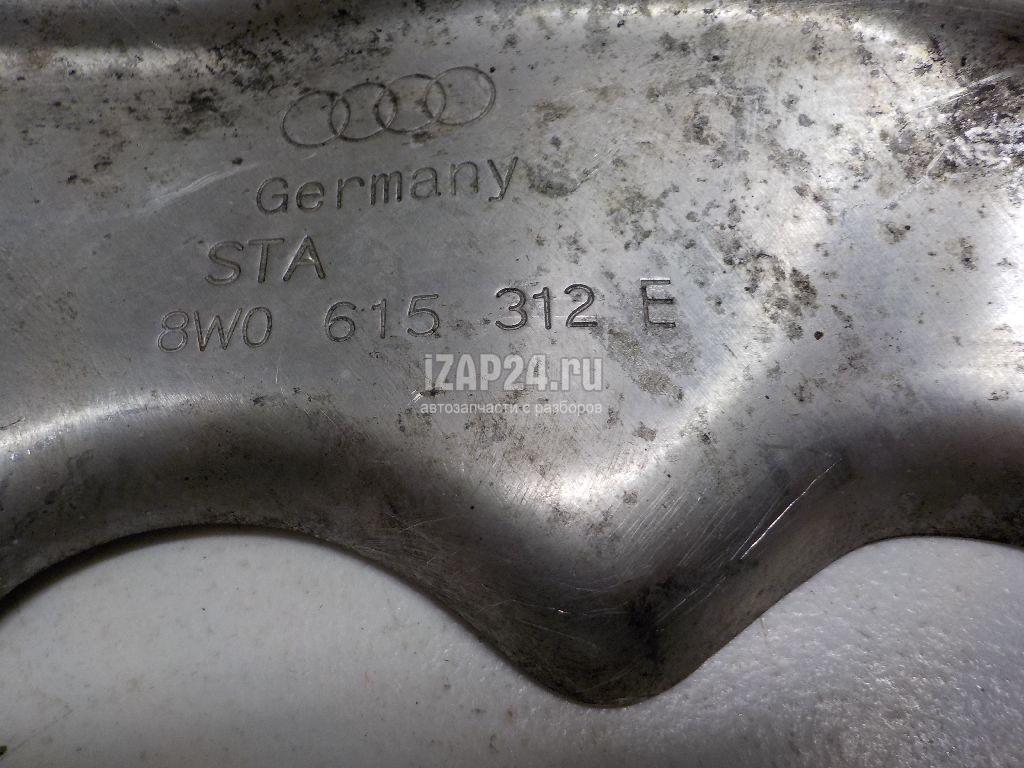 Germany
STA
8W0 615 312 E
iZAP24.ru
автозапчасти с разборов